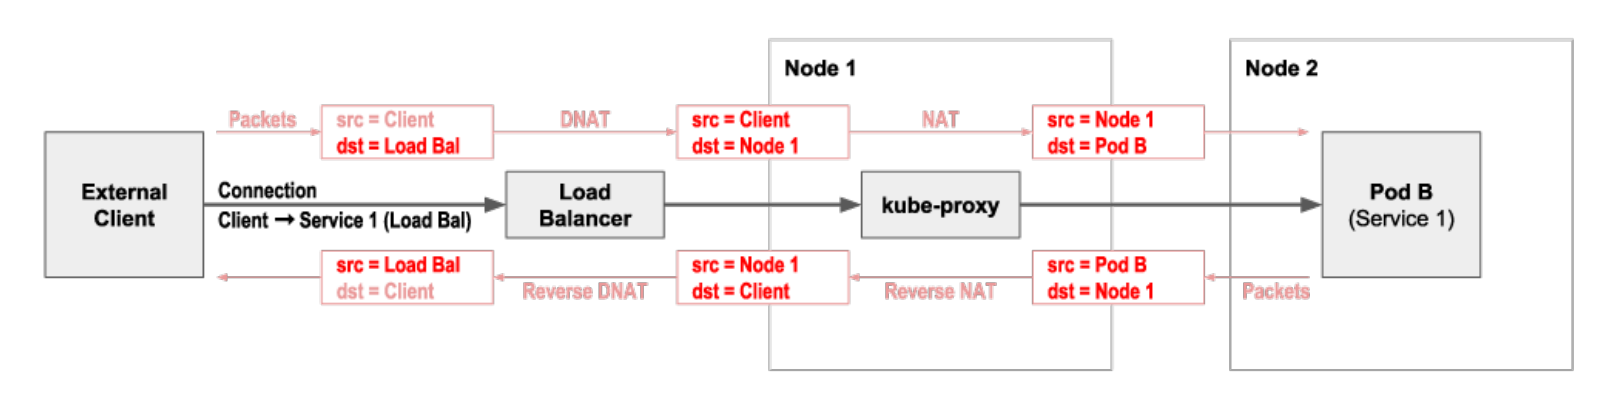 Node 1
Node 2
Packets
src = Client
dst = Load Bal
DNAT
src = Client
dst = Node 1
NAT
src = Node 1
dst = Pod B
External
Client
Connection
Client → Service 1 (Load Bal)
Load
Balancer
kube-proxy
Pod B
(Service 1)
src = Load Bal
dst = Client
Reverse DNAT
src = Node 1
dst = Client
Reverse NAT
src = Pod B
dst = Node 1
Packets